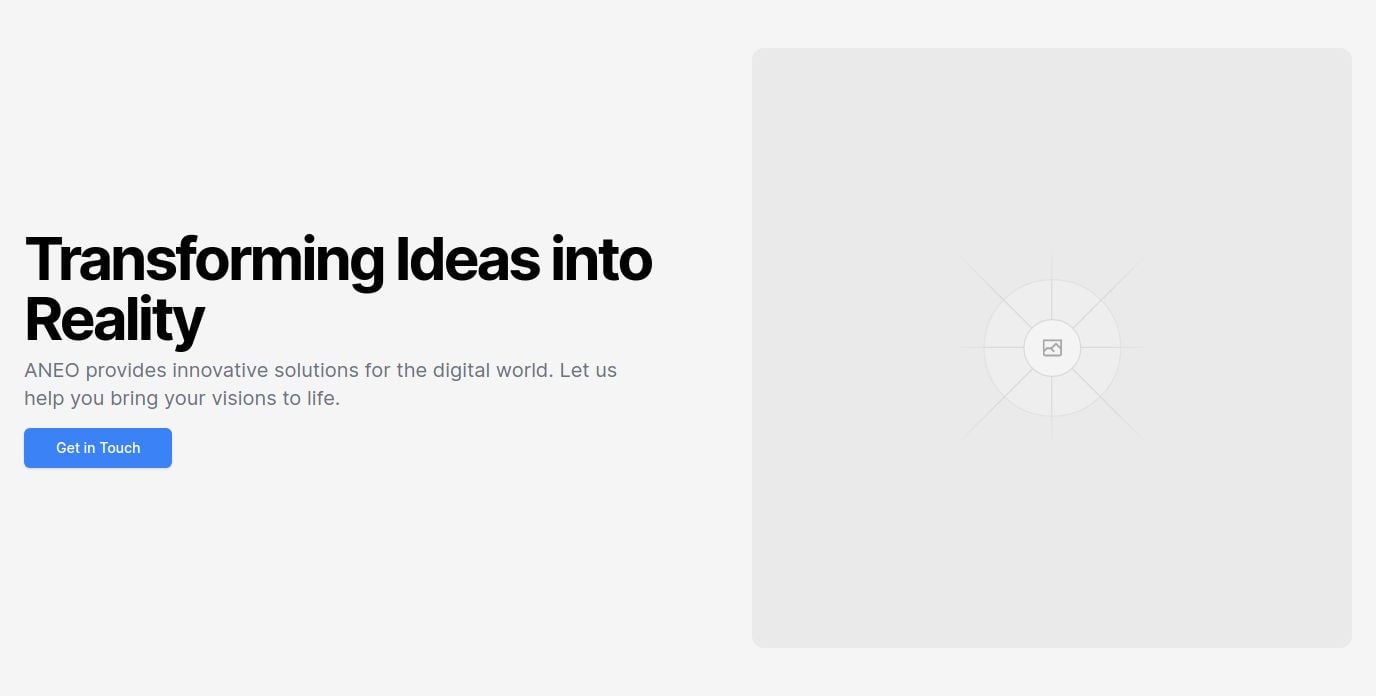 Transforming Ideas into
Reality
ANEO provides innovative solutions for the digital world. Let us
help you bring your visions to life.
Get in Touch